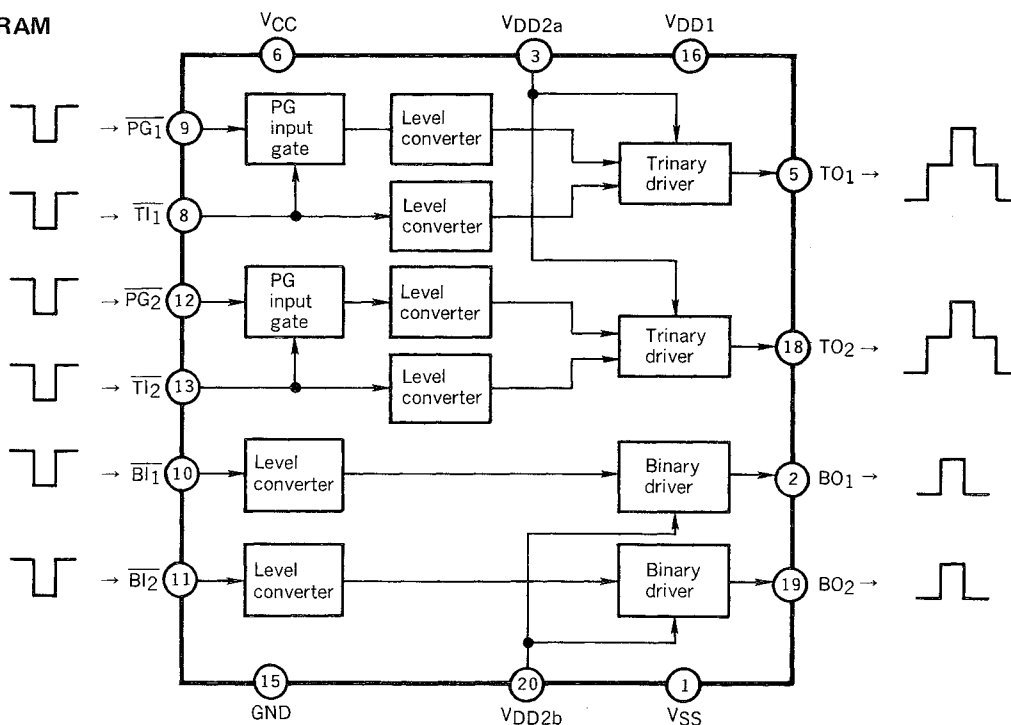 RAM
VCC
VDD2a
VDD1
6
3
16
→ PG1
9
PG
input
gate
Level
converter
Trinary
driver
5
TO1 →
→ TI1
8
Level
converter
→ PG2
12
PG
input
gate
Level
converter
Trinary
driver
18
TO2 →
→ TI2
13
Level
converter
→ BI1
10
Level
converter
Binary
driver
2
BO1 →
→ BI2
11
Level
converter
Binary
driver
19
BO2 →
15
20
1
GND
VDD2b
VSS